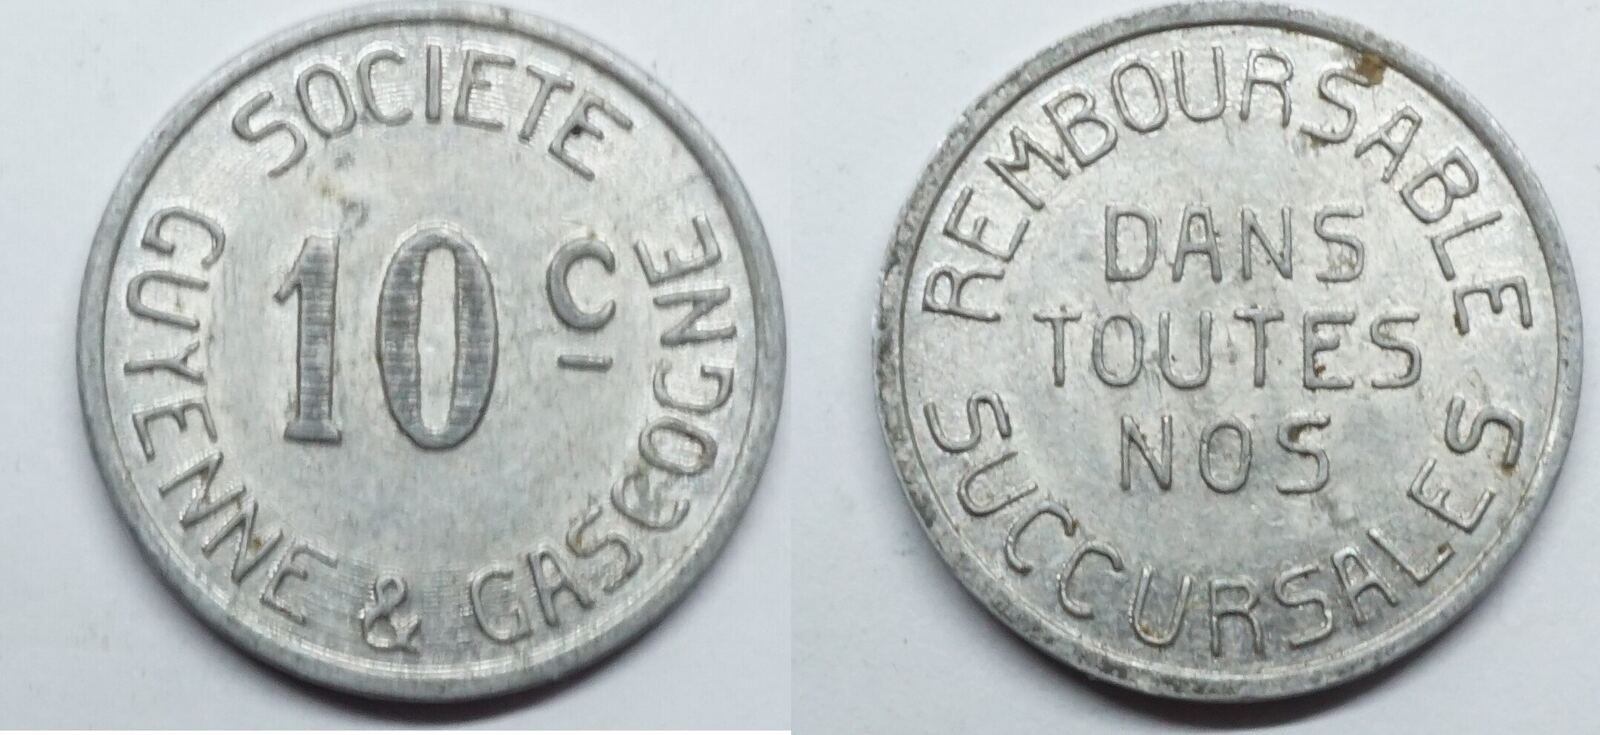 SOCIETE
GUYENNE & GASCOGNE
10 C
REMBOURSABLE
DANS
TOUTES
NOS
SUCCURSALES